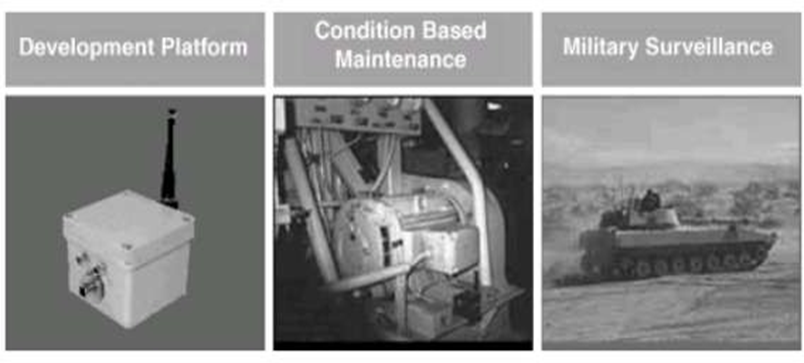 Development Platform
Condition Based
Maintenance
Military Surveillance